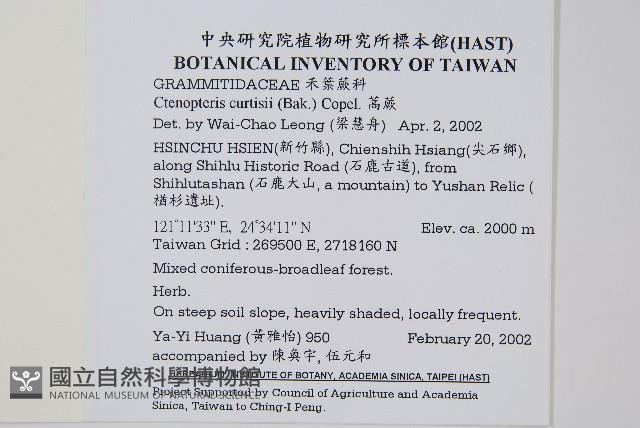 中央研究院植物研究所標本館(HAST)
BOTANICAL INVENTORY OF TAIWAN
GRAMMITIDACEAE 禾葉蕨科
Ctenopteris curtisii (Bak.) Copel. 蒿蕨
Det. by Wai-Chao Leong (梁慧舟) Apr. 2, 2002
HSINCHU HSIEN(新竹縣), Chienshih Hsiang(尖石鄉),
along Shihlu Historic Road (石鹿古道), from
Shihlutashan (石鹿大山, a mountain) to Yushan Relic (
楢杉遺址).
121°11'33" E, 24°34'11" N Elev. ca. 2000 m
Taiwan Grid : 269500 E, 2718160 N
Mixed coniferous-broadleaf forest.
Herb.
On steep soil slope, heavily shaded, locally frequent.
Ya-Yi Huang (黃雅怡) 950 February 20, 2002
accompanied by 陳奐宇, 伍元和
HERBARIUM, INSTITUTE OF BOTANY, ACADEMIA SINICA, TAIPEI (HAST)
國立自然科學博物館
NATIONAL MUSEUM OF NATURAL SCIENCE
Project Supported by Council of Agriculture and Academia
Sinica, Taiwan to Ching-I Peng.